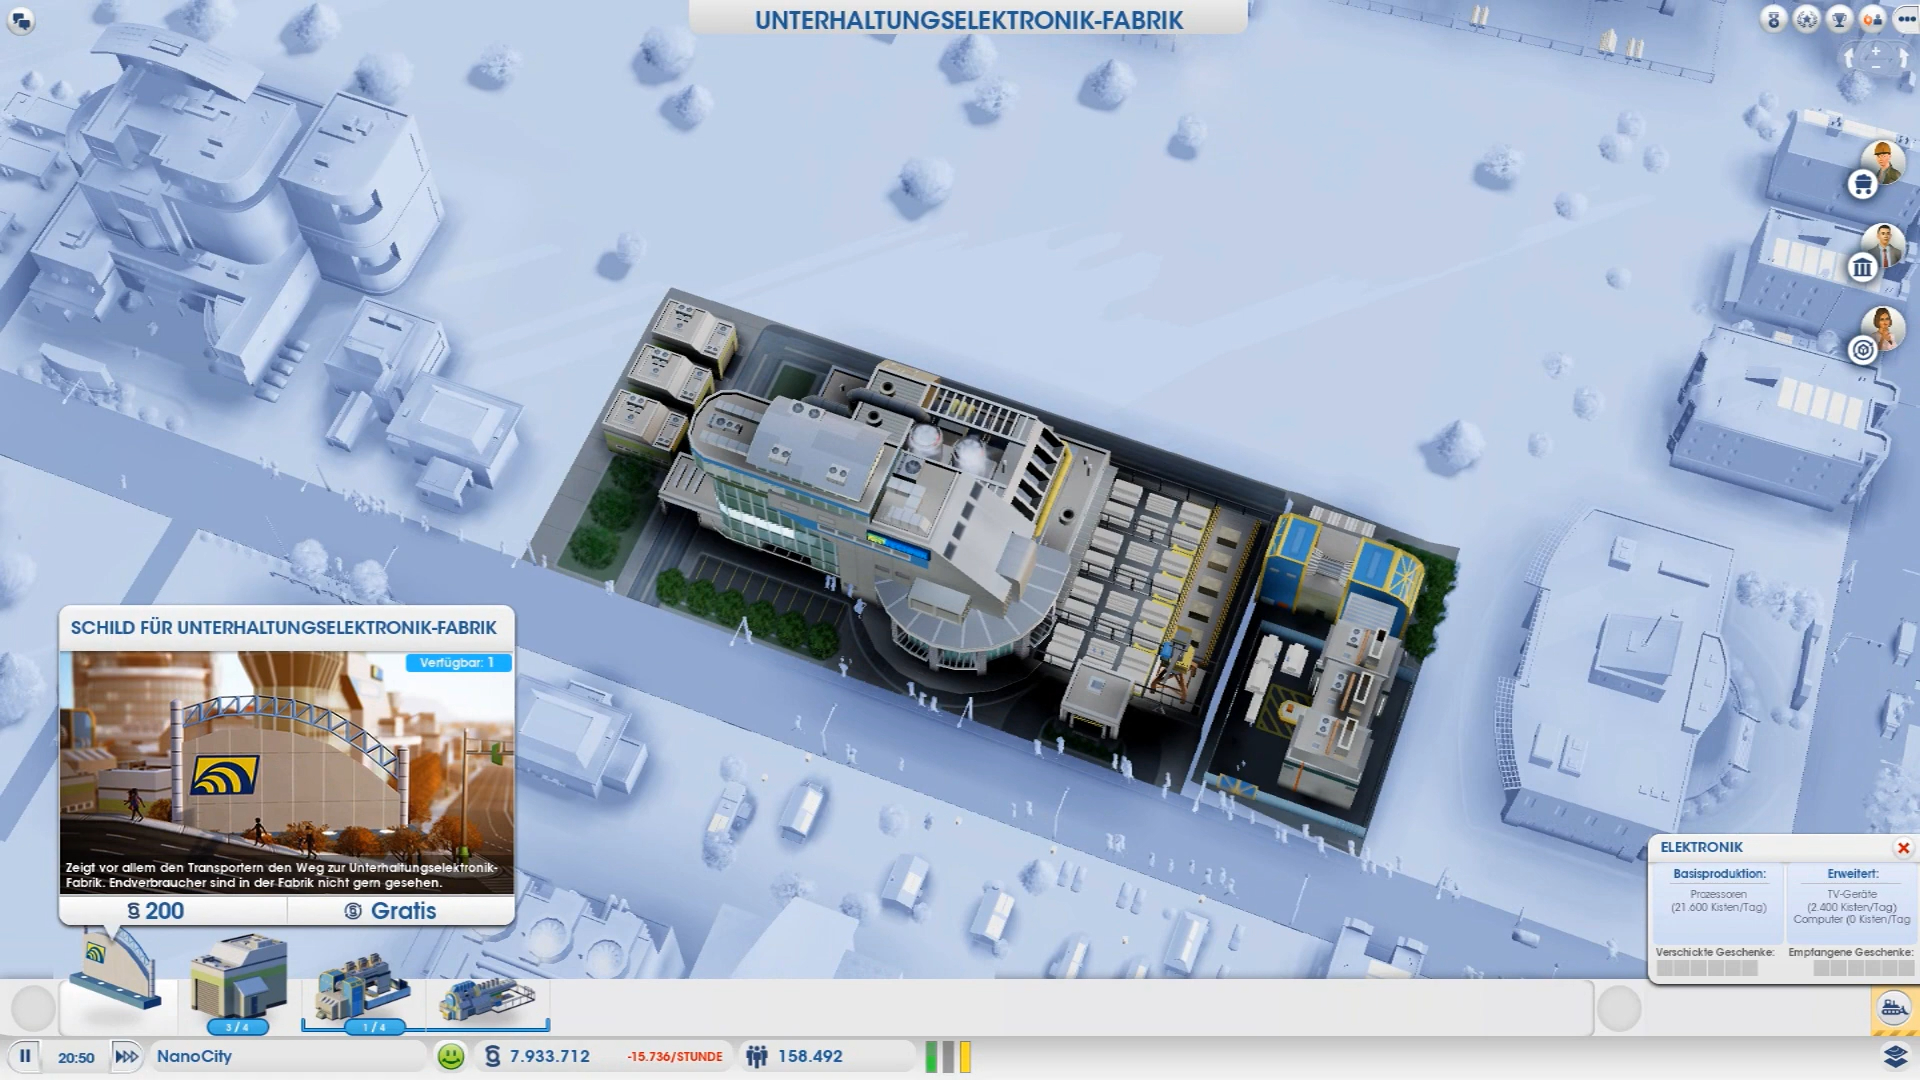 UNTERHALTUNGSELEKTRONIK-FABRIK
SCHILD FÜR UNTERHALTUNGSELEKTRONIK-FABRIK
Verfügbar: 1
Zeigt vor allem den Transportern den Weg zur Unterhaltungselektronik-
Fabrik. Endverbraucher sind in der Fabrik nicht gern gesehen.
200
Gratis
3 / 4
1 / 4
ELEKTRONIK
Basisproduktion:
Prozessoren
(21.600 Kisten/Tag)
Erweitert:
TV-Geräte
(2.400 Kisten/Tag)
Computer (0 Kisten/Tag
Verschickte Geschenke:
Empfangene Geschenke:
20:50
NanoCity
7.933.712
-15.736/STUNDE
158.492